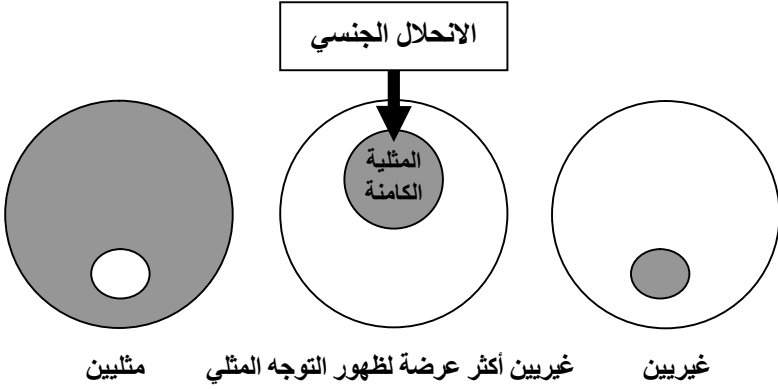 الانحلال الجنسي
المثلية
الكامنة
غيريين
غيريين أكثر عرضة لظهور التوجه المثلي
مثليين